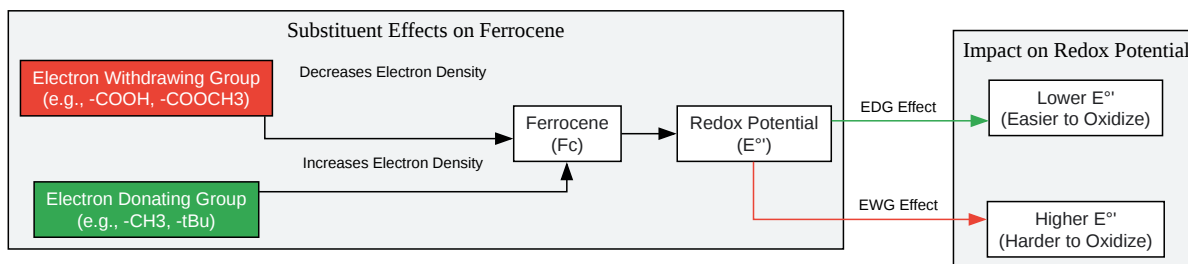 Substituent Effects on Ferrocene
Electron Withdrawing Group
(e.g., -COOH, -COOCH3)
Decreases Electron Density
Ferrocene
(Fc)
Redox Potential
(E°')
Increases Electron Density
Electron Donating Group
(e.g., -CH3, -tBu)
EDG Effect
EWG Effect
Impact on Redox Potential
Lower E°'
(Easier to Oxidize)
Higher E°'
(Harder to Oxidize)